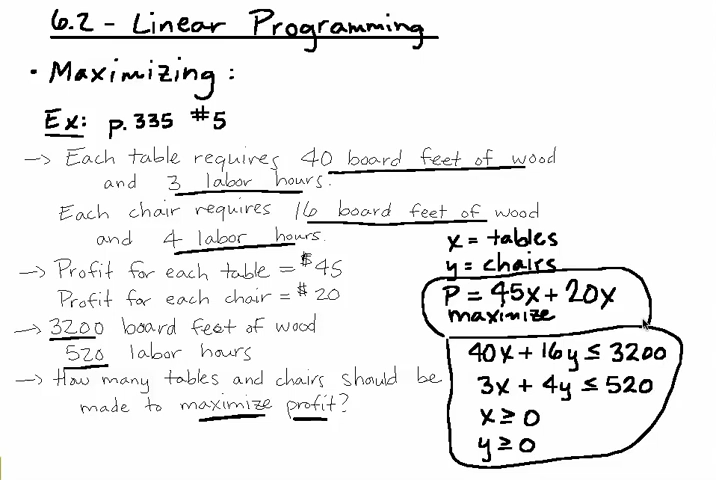 6.2 - Linear Programming
• Maximizing :
Ex: p. 335 #5
→ Each table requires 40 board feet of wood
and 3 labor hours.
Each chair requires 16 board feet of wood
and 4 labor hours.
→ Profit for each table = $45
Profit for each chair = $20
→ 3200 board feet of wood
520 labor hours
→ How many tables and chairs should be
made to maximize profit?
x = tables
y = chairs
P = 45x + 20x
maximize
40x + 16y ≤ 3200
3x + 4y ≤ 520
x ≥ 0
y ≥ 0